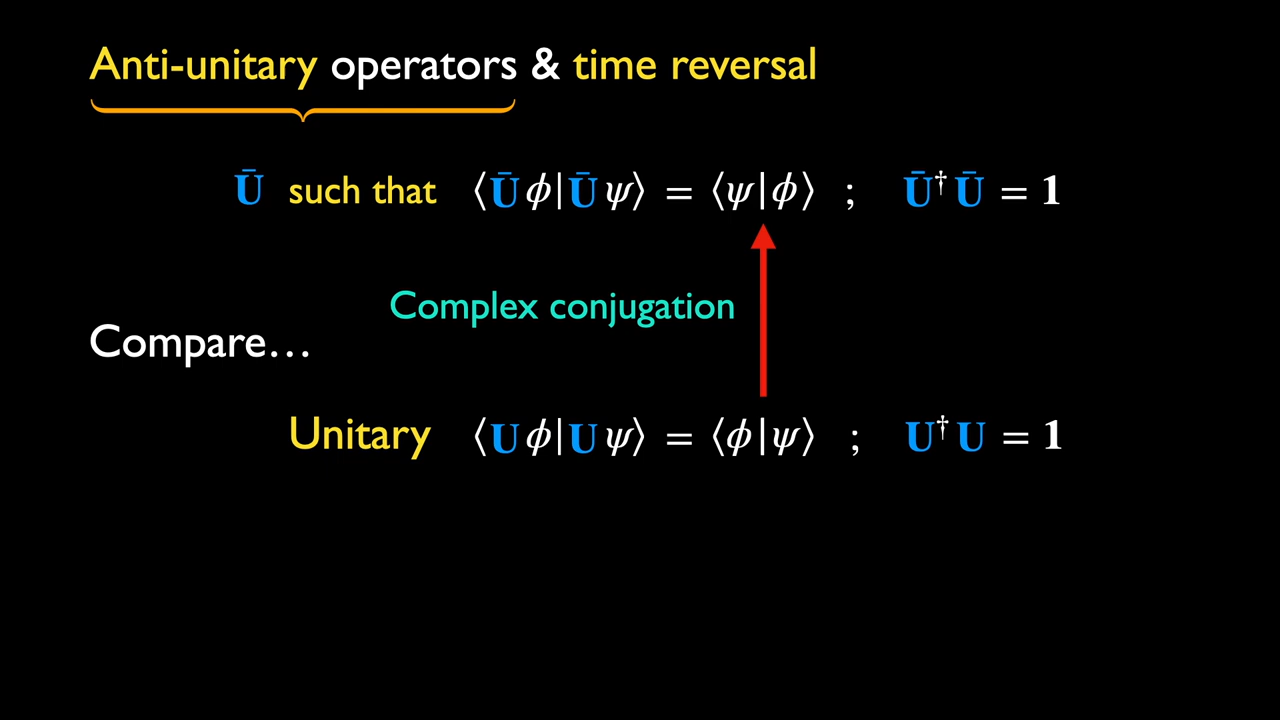 Anti-unitary operators & time reversal
Ū such that ⟨Ūϕ|Ūψ⟩ = ⟨ψ|ϕ⟩ ; Ū†Ū = 1
Complex conjugation
Compare…
Unitary ⟨Uϕ|Uψ⟩ = ⟨ϕ|ψ⟩ ; U†U = 1